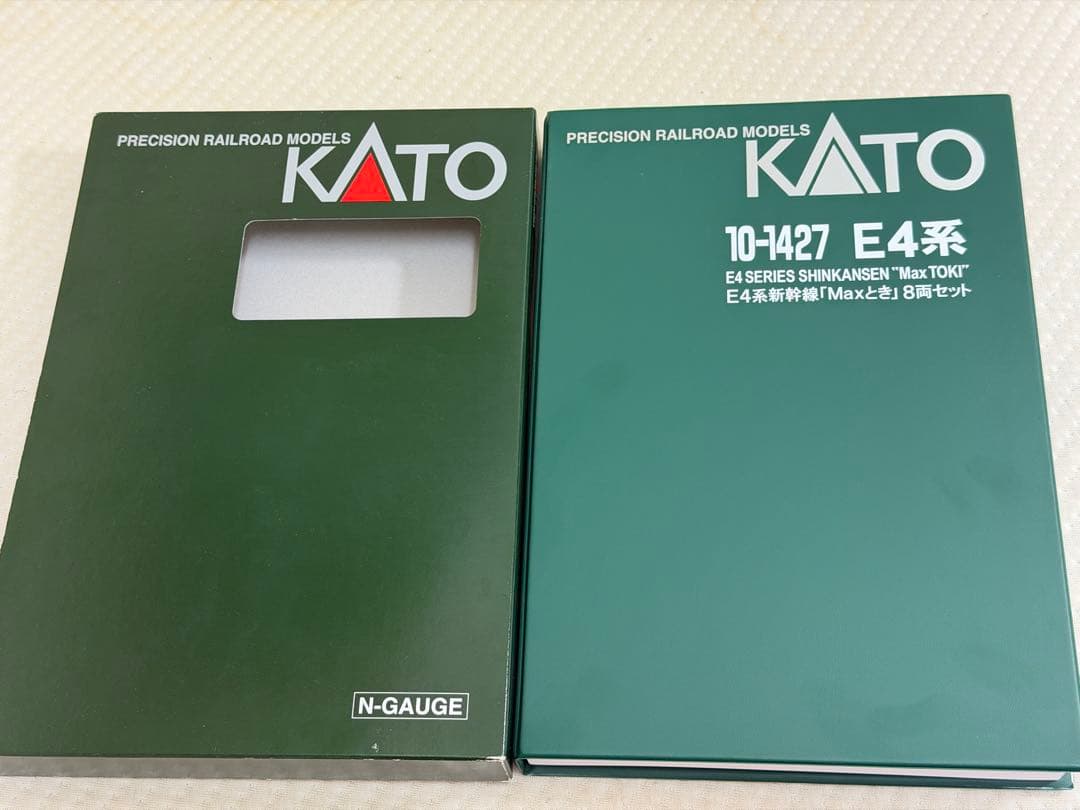 PRECISION RAILROAD MODELS
KATO
N-GAUGE
4
PRECISION RAILROAD MODELS
KATO
10-1427 E4系
E4 SERIES SHINKANSEN "Max TOKI"
E4系新幹線「Maxとき」8両セット